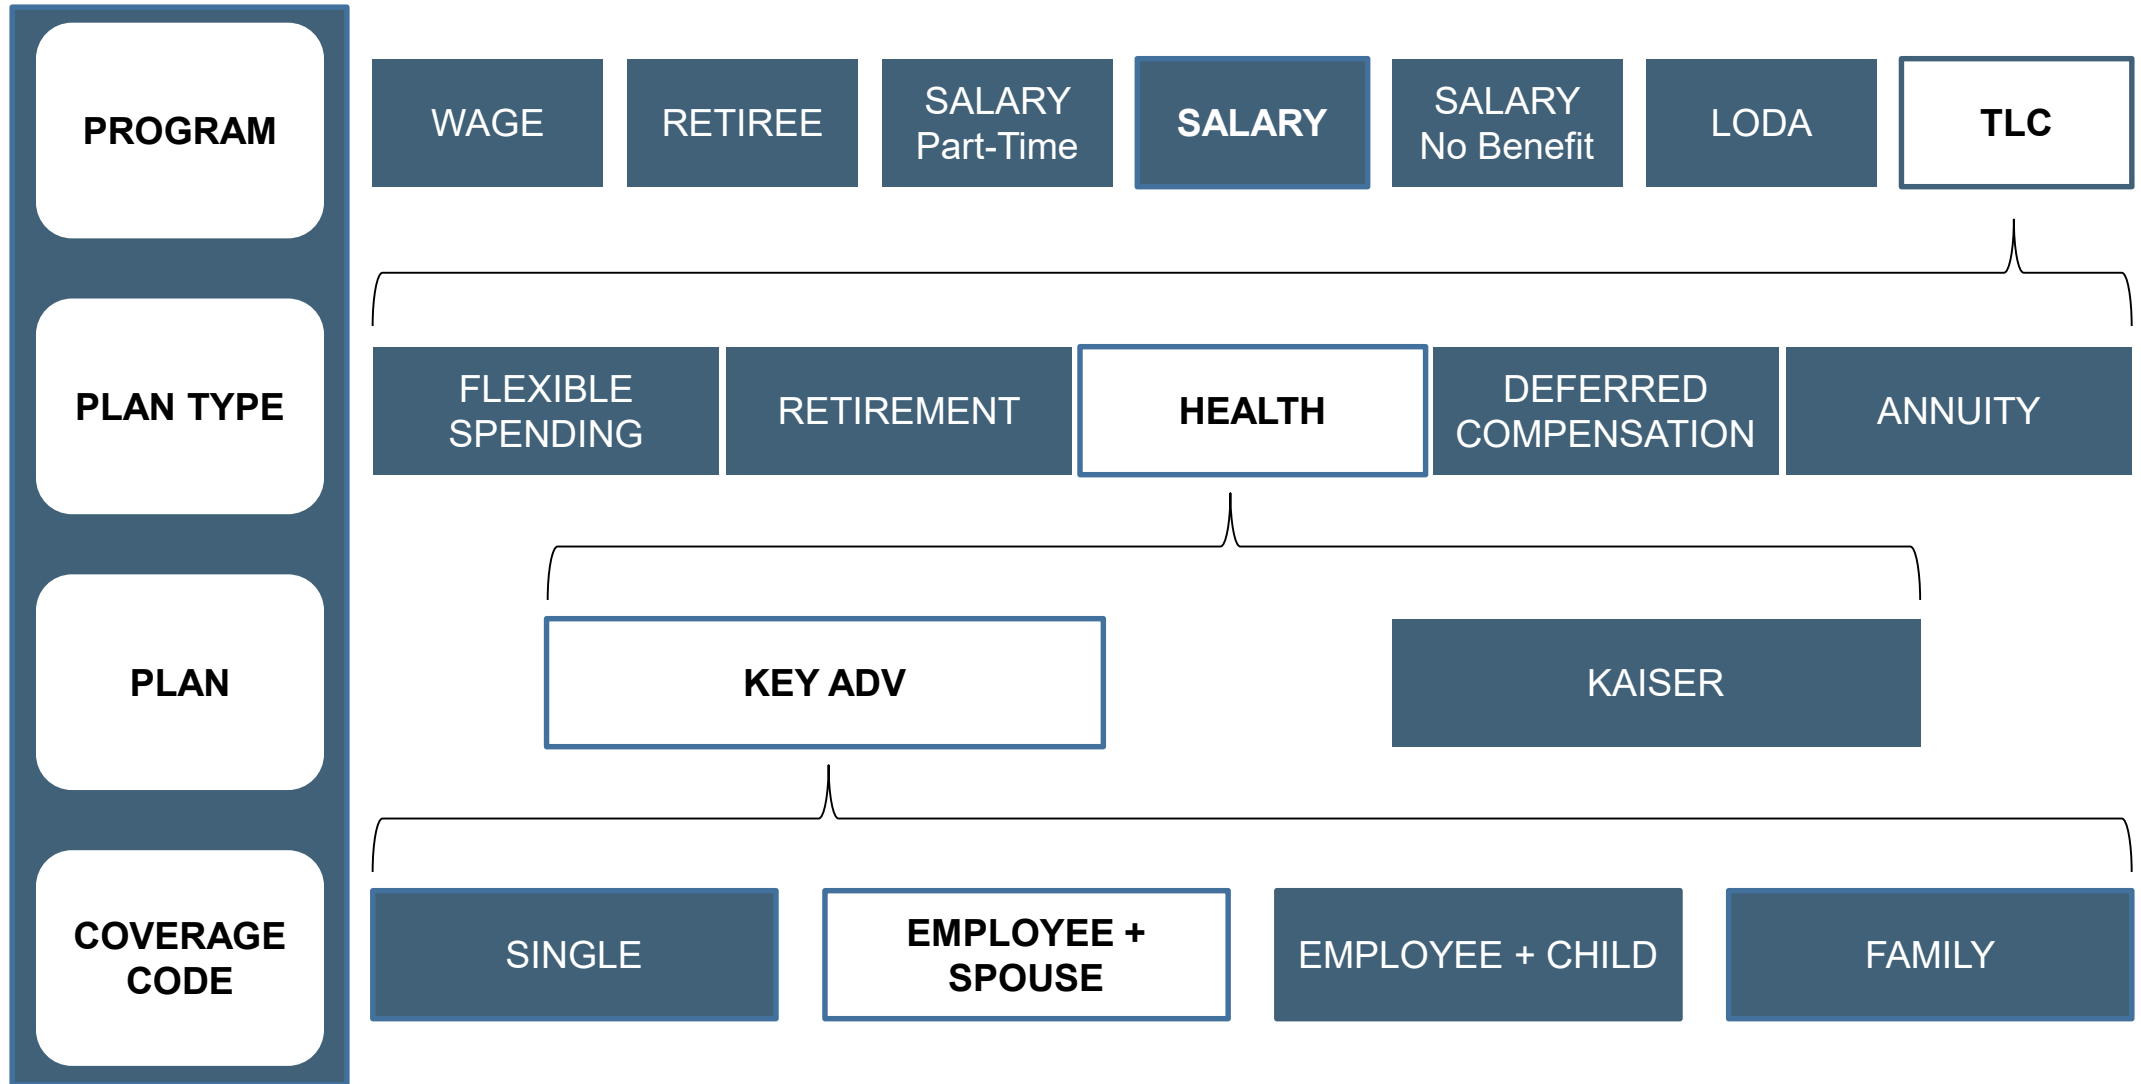 PROGRAM
WAGE
RETIREE
SALARY
Part-Time
SALARY
SALARY
No Benefit
LODA
TLC
PLAN TYPE
FLEXIBLE
SPENDING
RETIREMENT
HEALTH
DEFERRED
COMPENSATION
ANNUITY
PLAN
KEY ADV
KAISER
COVERAGE
CODE
SINGLE
EMPLOYEE +
SPOUSE
EMPLOYEE + CHILD
FAMILY